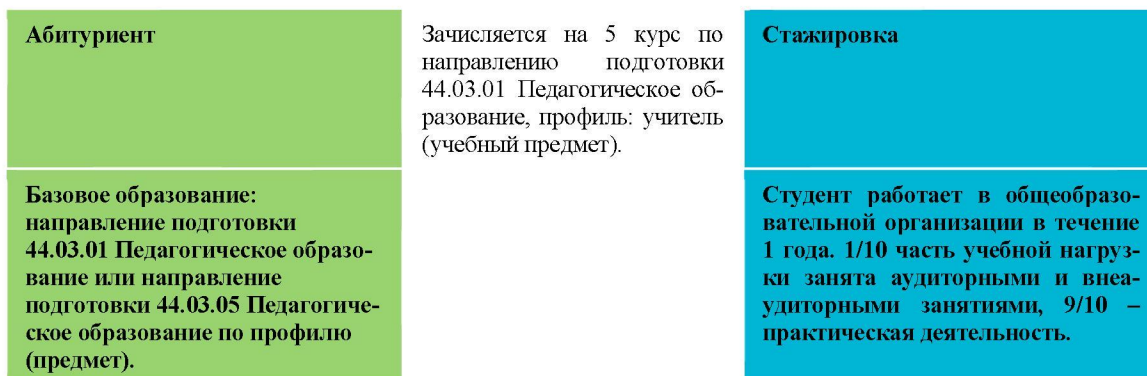 Абитуриент
Зачисляется на 5 курс по
направлению подготовки
44.03.01 Педагогическое об-
разование, профиль: учитель
(учебный предмет).
Стажировка
Базовое образование:
направление подготовки
44.03.01 Педагогическое образо-
вание или направление
подготовки 44.03.05 Педагогиче-
ское образование по профилю
(предмет).
Студент работает в общеобразо-
вательной организации в течение
1 года. 1/10 часть учебной нагруз-
ки занята аудиторными и внеа-
удиторными занятиями, 9/10 –
практическая деятельность.